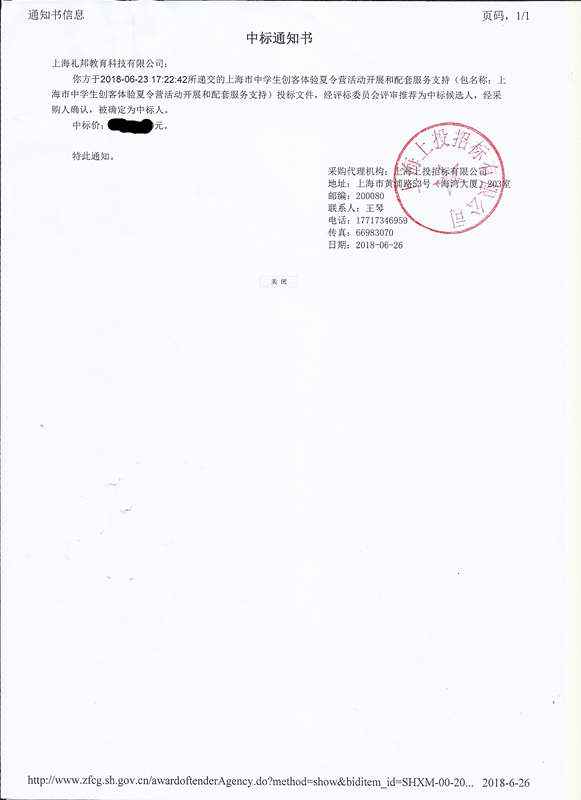 通知书信息
页码，1/1
中标通知书
上海礼邦教育科技有限公司：
你方于2018-06-23 17:22:42所递交的上海市中学生创客体验夏令营活动开展和配套服务支持（包名称：上
海市中学生创客体验夏令营活动开展和配套服务支持）投标文件，经评标委员会评审推荐为中标候选人，经采
购人确认，被确定为中标人。
中标价：元。
特此通知。
采购代理机构：上海上投招标有限公司
地址：上海市黄浦路53号（海湾大厦）203室
邮编：200080
联系人：王琴
电话：17717346959
传真：66983070
日期：2018-06-26
上海上投招标有限公司
关 闭
http://www.zfcg.sh.gov.cn/awardoftenderAgency.do?method=show&biditem_id=SHXM-00-20...
2018-6-26